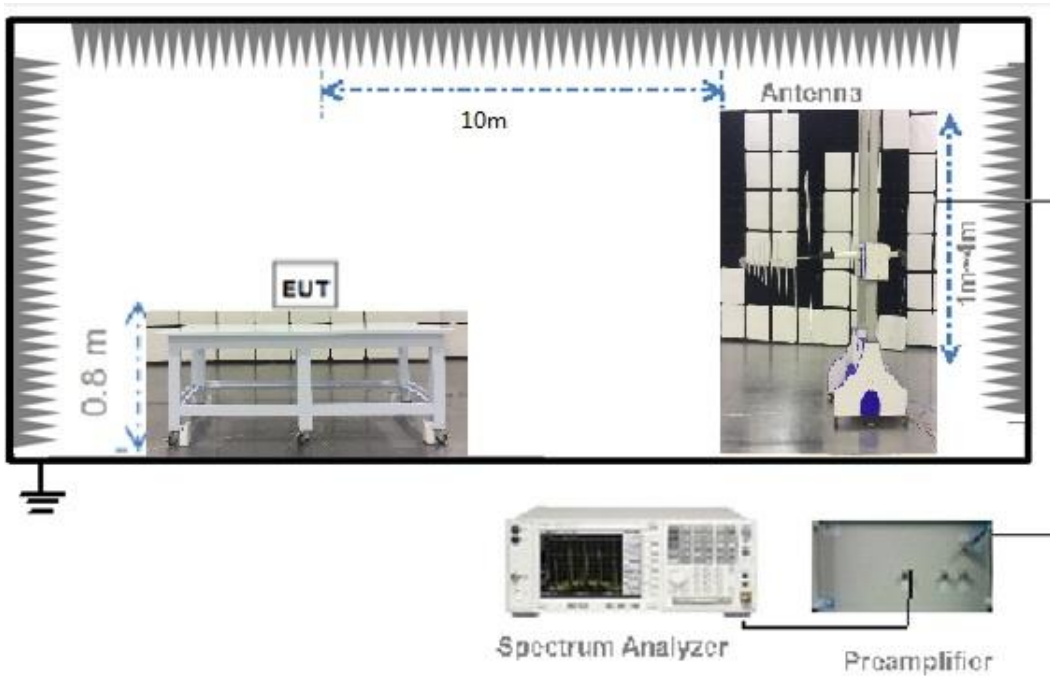 Antenna
10m
1m~4m
EUT
0.8 m
Spectrum Analyzer
Preamplifier